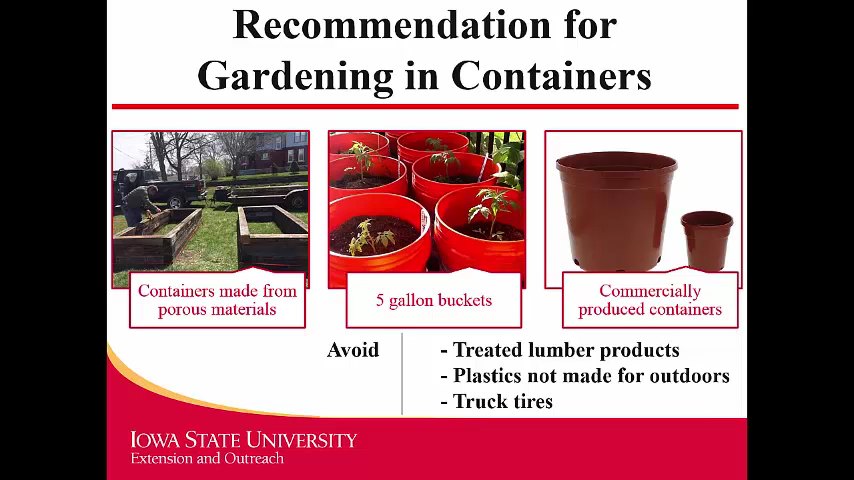 Recommendation for
Gardening in Containers
Containers made from
porous materials
5 gallon buckets
Commercially
produced containers
Avoid
- Treated lumber products
- Plastics not made for outdoors
- Truck tires
IOWA STATE UNIVERSITY
Extension and Outreach